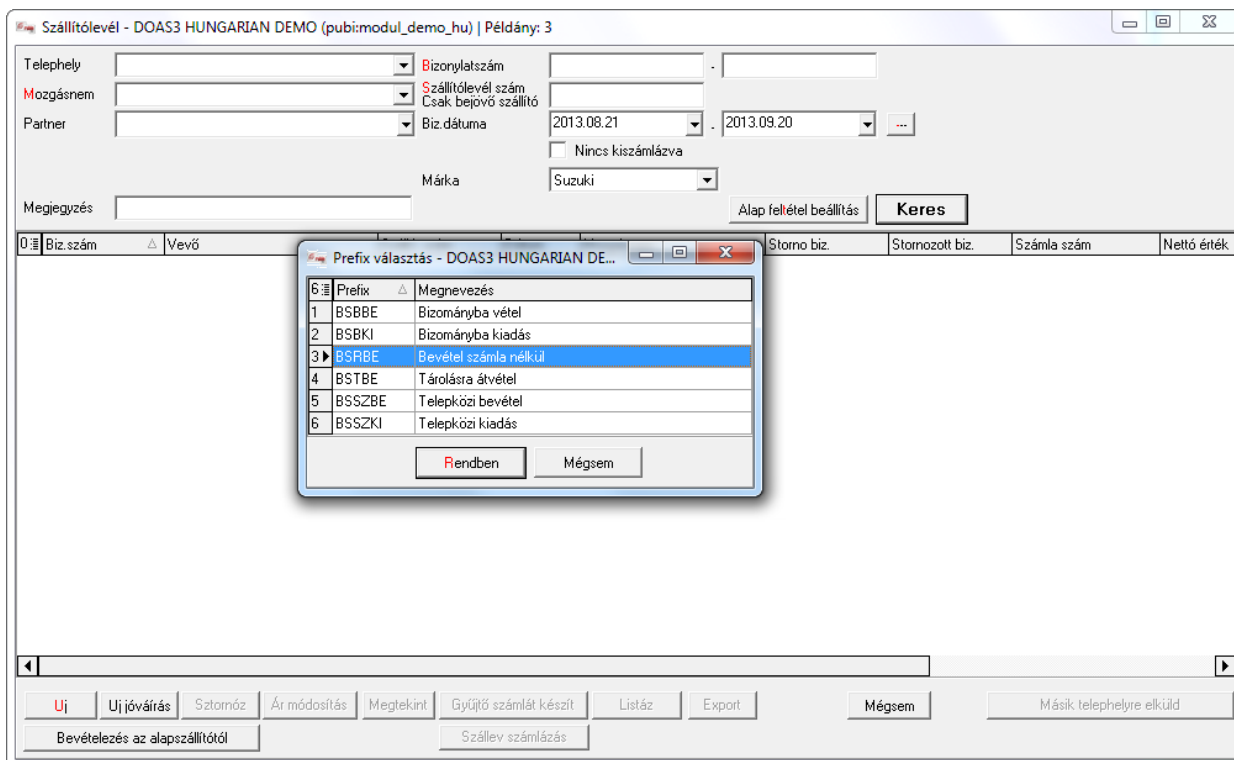 Szállítólevél - DOAS3 HUNGARIAN DEMO (pubi:modul_demo_hu) | Példány: 3
Telephely
Bizonylatszám -
Mozgásnem
Szállítólevél szám
Csak bejövő szállító
Partner
Biz.dátuma 2013.08.21 - 2013.09.20 ...
Nincs kiszámlázva
Márka Suzuki
Megjegyzés
Alap feltétel beállítás Keres
0 Biz.szám Vevő Storno biz. Stornozott biz. Számla szám Nettó érték
Prefix választás - DOAS3 HUNGARIAN DE...
6 Prefix Megnevezés
1 BSBBE Bizományba vétel
2 BSBKI Bizományba kiadás
3 BSRBE Bevétel számla nélkül
4 BSTBE Tárolásra átvétel
5 BSSZBE Telepközi bevétel
6 BSSZKI Telepközi kiadás
Rendben Mégsem
Uj Uj jóváírás Sztornóz Ár módosítás Megtekint Gyűjtő számlát készít Listáz Export Mégsem Másik telephelyre elküld
Bevételezés az alapszállítótól Szállev számlázás